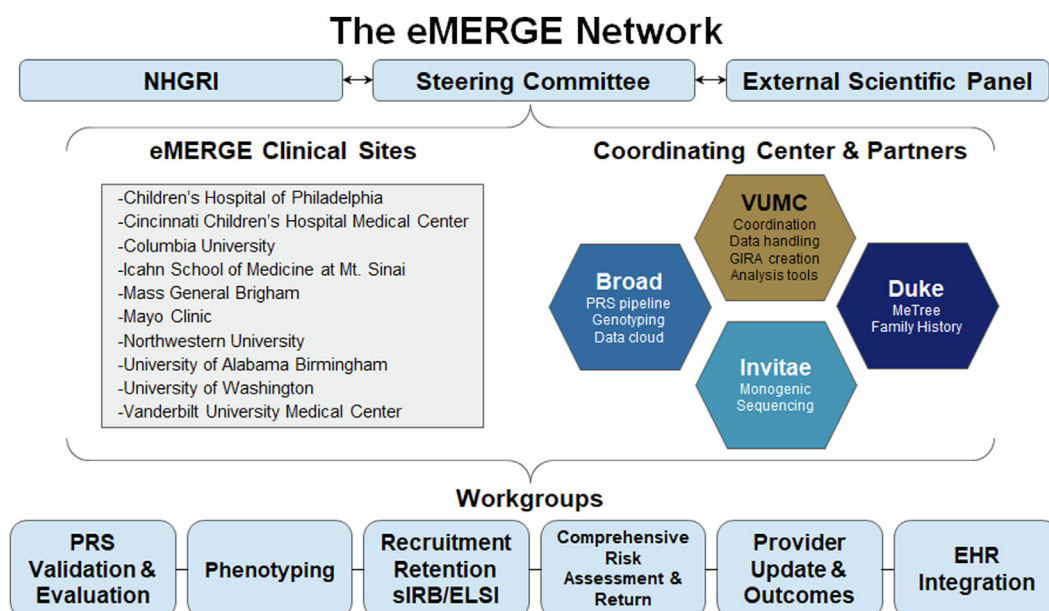 The eMERGE Network
NHGRI
Steering Committee
External Scientific Panel
eMERGE Clinical Sites
-Children's Hospital of Philadelphia
-Cincinnati Children's Hospital Medical Center
-Columbia University
-Icahn School of Medicine at Mt. Sinai
-Mass General Brigham
-Mayo Clinic
-Northwestern University
-University of Alabama Birmingham
-University of Washington
-Vanderbilt University Medical Center
Coordinating Center & Partners
VUMC
Coordination
Data handling
GIRA creation
Analysis tools
Broad
PRS pipeline
Genotyping
Data cloud
Duke
MeTree
Family History
Invitae
Monogenic
Sequencing
Workgroups
PRS
Validation &
Evaluation
Phenotyping
Recruitment
Retention
sIRB/ELSI
Comprehensive
Risk
Assessment &
Return
Provider
Update &
Outcomes
EHR
Integration